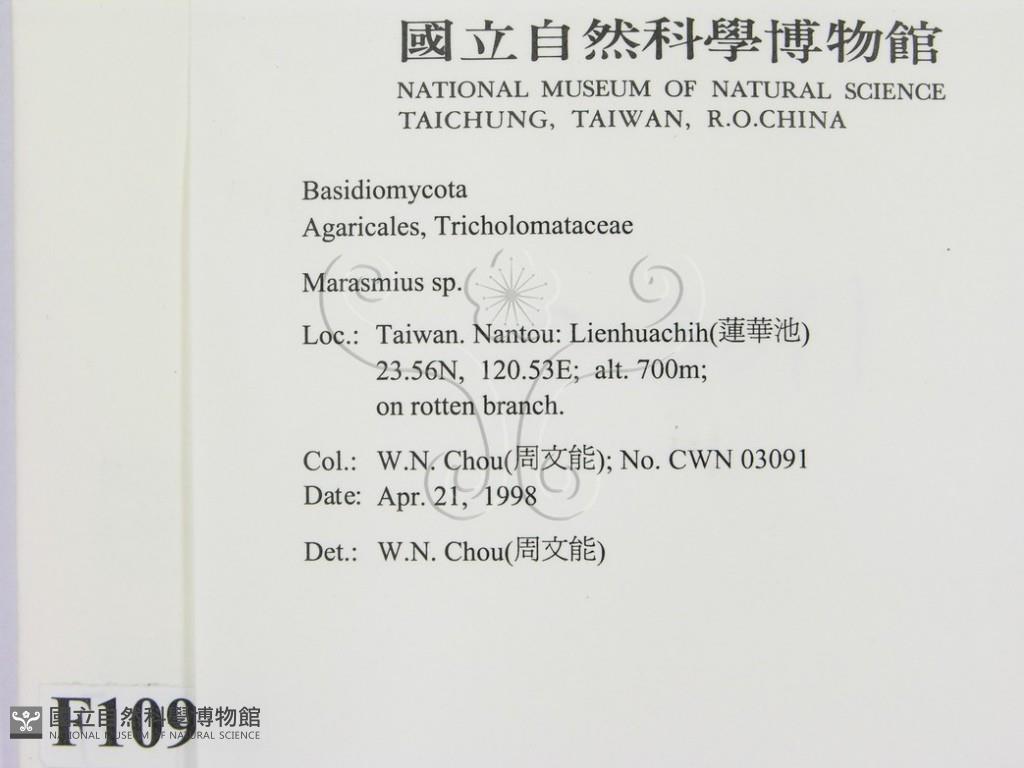 國立自然科學博物館
NATIONAL MUSEUM OF NATURAL SCIENCE
TAICHUNG, TAIWAN, R.O.CHINA
Basidiomycota
Agaricales, Tricholomataceae
Marasmius sp.
Loc.: Taiwan. Nantou: Lienhuachih(蓮華池)
23.56N, 120.53E; alt. 700m;
on rotten branch.
Col.: W.N. Chou(周文能); No. CWN 03091
Date: Apr. 21, 1998
Det.: W.N. Chou(周文能)
F109
國立自然科學博物館
NATIONAL MUSEUM OF NATURAL SCIENCE